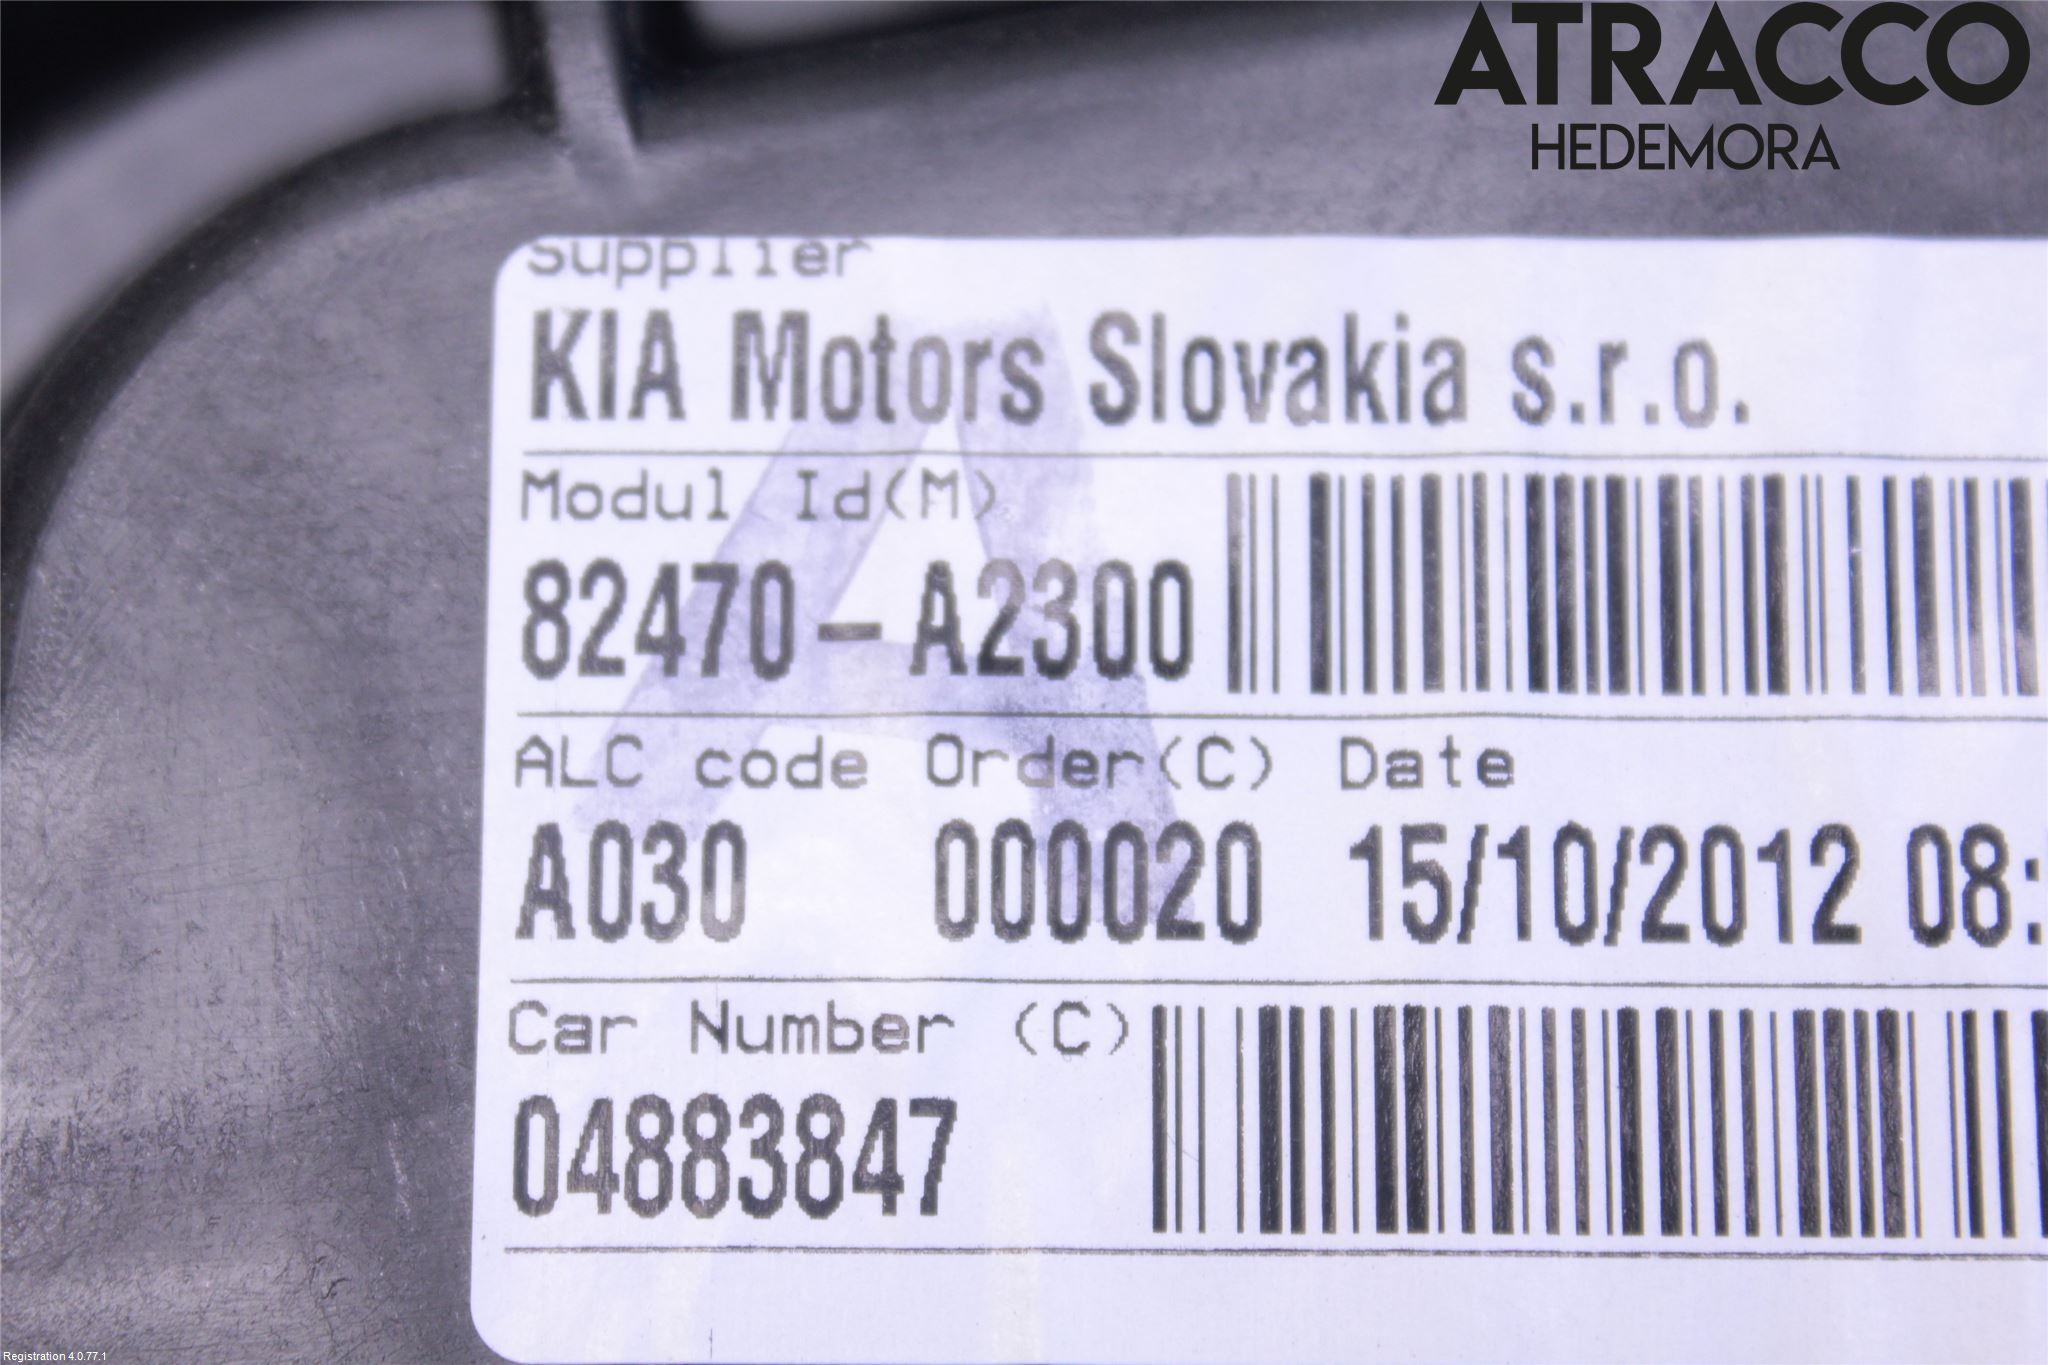 ATRACCO
HEDEMORA
Supplier
KIA Motors Slovakia s.r.o.
Modul Id(M)
82470-A2300
ALC code Order(C) Date
A030 000020 15/10/2012 08:
Car Number (C)
04883847
A
Registration 4.0.77.1